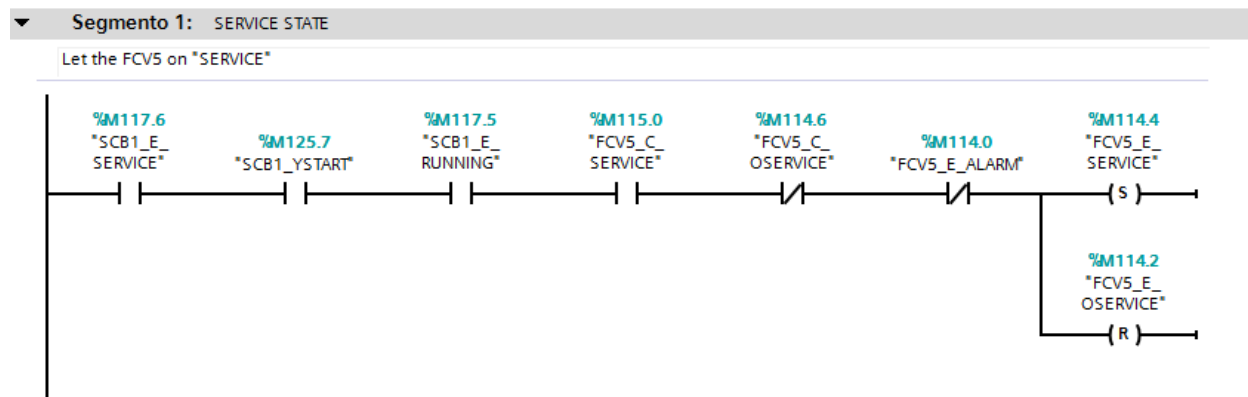 Segmento 1: SERVICE STATE
Let the FCV5 on "SERVICE"
%M117.6
"SCB1_E_
SERVICE"
%M125.7
"SCB1_YSTART"
%M117.5
"SCB1_E_
RUNNING"
%M115.0
"FCV5_C_
SERVICE"
%M114.6
"FCV5_C_
OSERVICE"
%M114.0
"FCV5_E_ALARM"
%M114.4
"FCV5_E_
SERVICE"
S
%M114.2
"FCV5_E_
OSERVICE"
R